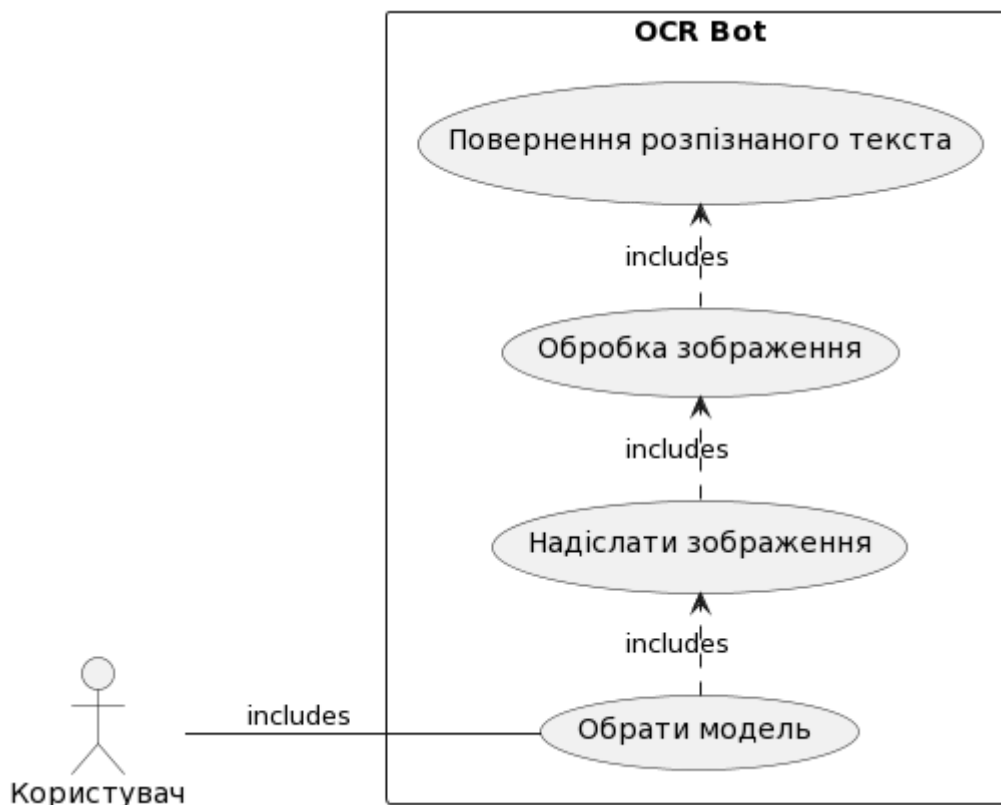 OCR Bot
Повернення розпізнаного текста
includes
Обробка зображення
includes
Надіслати зображення
includes
includes
Обрати модель
Користувач